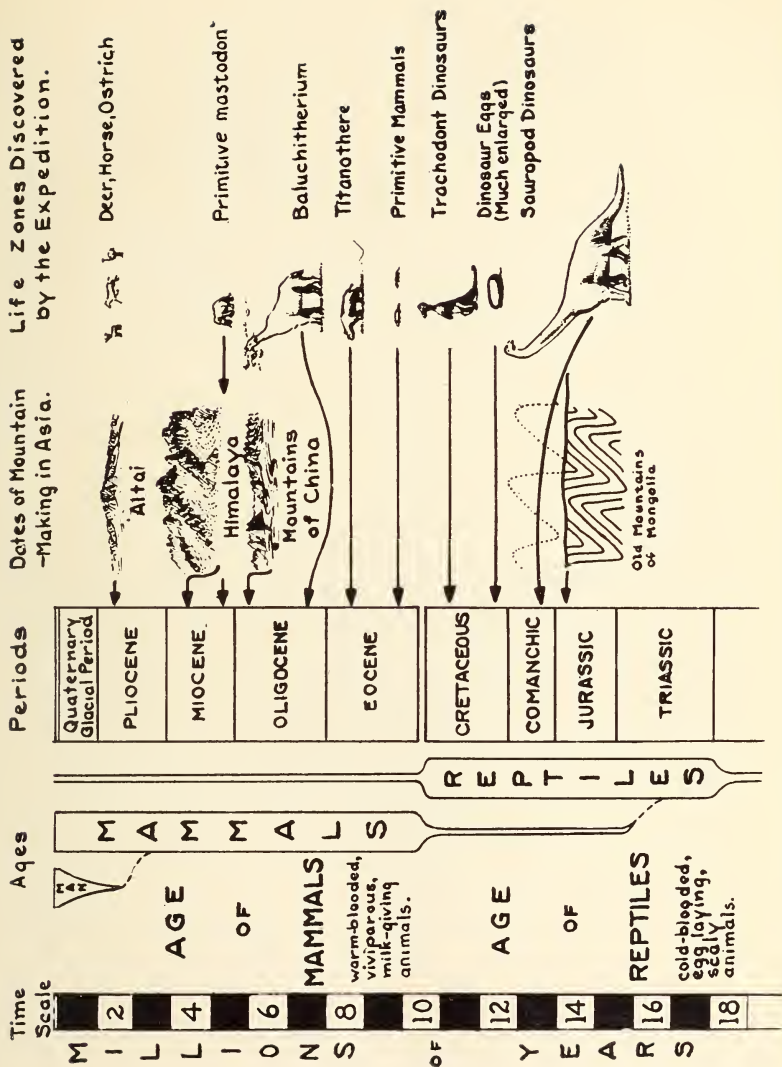 Time
Scale
Ages
Periods
Dates of Mountain
-Making in Asia.
Life Zones Discovered
by the Expedition.
MILLIONS OF YEARS
2
4
6
8
10
12
14
16
18
MAN
AGE
OF
MAMMALS
warm-blooded,
viviparous,
milk-giving
animals.
AGE
OF
REPTILES
cold-blooded,
egg laying,
scaly
animals.
MAMMALS
REPTILES
Quaternary
Glacial Period
PLIOCENE
MIOCENE.
OLIGOCENE
EOCENE
CRETACEOUS
COMANCHIC
JURASSIC
TRIASSIC
Altai
Himalaya
Mountains
of China
Old Mountains
of Mongolia
Deer, Horse, Ostrich
Primitive mastodon
Baluchitherium
Titanothere
Primitive Mammals
Trachodont Dinosaurs
Dinosaur Eggs
(Much enlarged)
Sauropod Dinosaurs